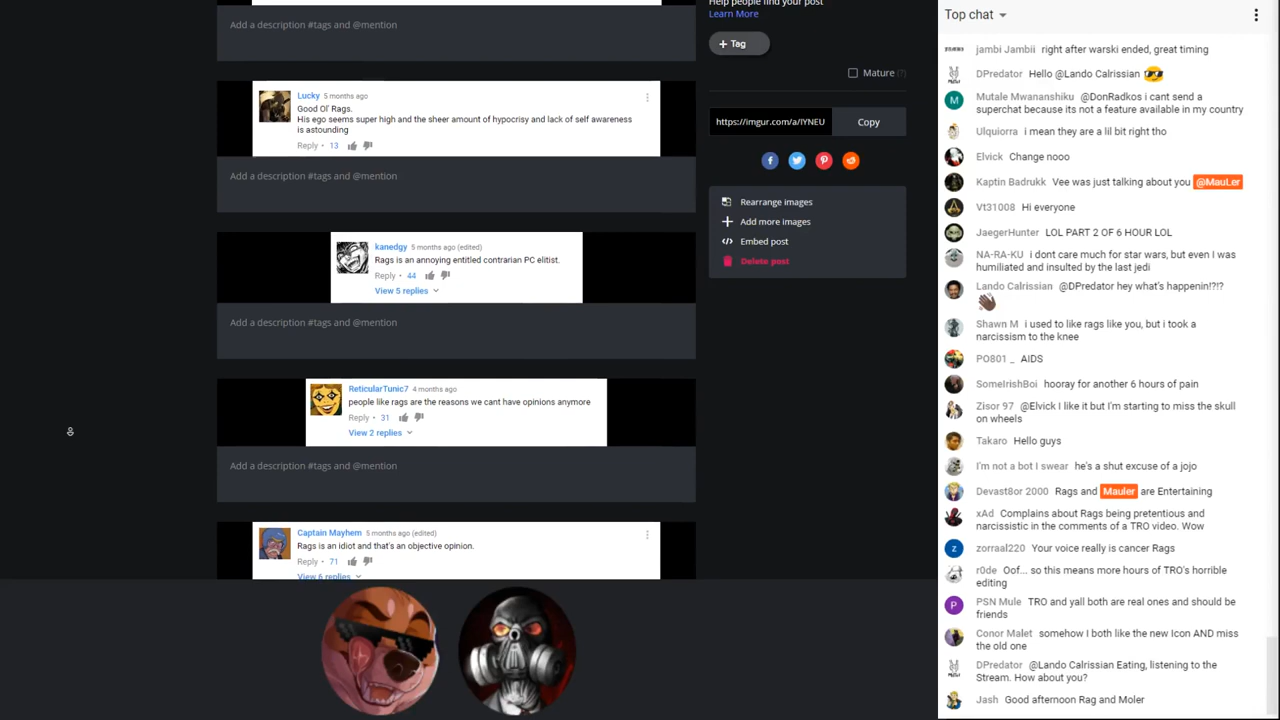 Add a description #tags and @mention
Lucky 5 months ago
Good Ol' Rags.
His ego seems super high and the sheer amount of hypocrisy and lack of self awareness
is astounding
Reply • 13
Add a description #tags and @mention
kanedgy 5 months ago (edited)
Rags is an annoying entitled contrarian PC elitist.
Reply • 44
View 5 replies
Add a description #tags and @mention
ReticularTunic7 4 months ago
people like rags are the reasons we cant have opinions anymore
Reply • 31
View 2 replies
Add a description #tags and @mention
Captain Mayhem 5 months ago (edited)
Rags is an idiot and that's an objective opinion.
Reply • 71
View 6 replies
Help people find your post
Learn More
+ Tag
Mature (?)
https://imgur.com/a/IYNEU
Copy
Rearrange images
Add more images
Embed post
Delete post
Top chat
jambi Jambii right after warski ended, great timing
DPredator Hello @Lando Calrissian
M
Mutale Mwananshiku @DonRadkos i cant send a
superchat because its not a feature available in my country
Ulquiorra i mean they are a lil bit right tho
Elvick Change nooo
Kaptin Badrukk Vee was just talking about you @MauLer
Vt31008 Hi everyone
JaegerHunter LOL PART 2 OF 6 HOUR LOL
NA-RA-KU i dont care much for star wars, but even I was
humiliated and insulted by the last jedi
Lando Calrissian @DPredator hey what's happenin!?!?
Shawn M i used to like rags like you, but i took a
narcissism to the knee
PO801 _ AIDS
SomeIrishBoi hooray for another 6 hours of pain
Zisor 97 @Elvick I like it but I'm starting to miss the skull
on wheels
Takaro Hello guys
I'm not a bot I swear he's a shut excuse of a jojo
Devast8or 2000 Rags and Mauler are Entertaining
xAd Complains about Rags being pretentious and
narcissistic in the comments of a TRO video. Wow
z
zorraal220 Your voice really is cancer Rags
r0de Oof... so this means more hours of TRO's horrible
editing
P
PSN Mule TRO and yall both are real ones and should be
friends
Conor Malet somehow I both like the new Icon AND miss
the old one
DPredator @Lando Calrissian Eating, listening to the
Stream. How about you?
Jash Good afternoon Rag and Moler